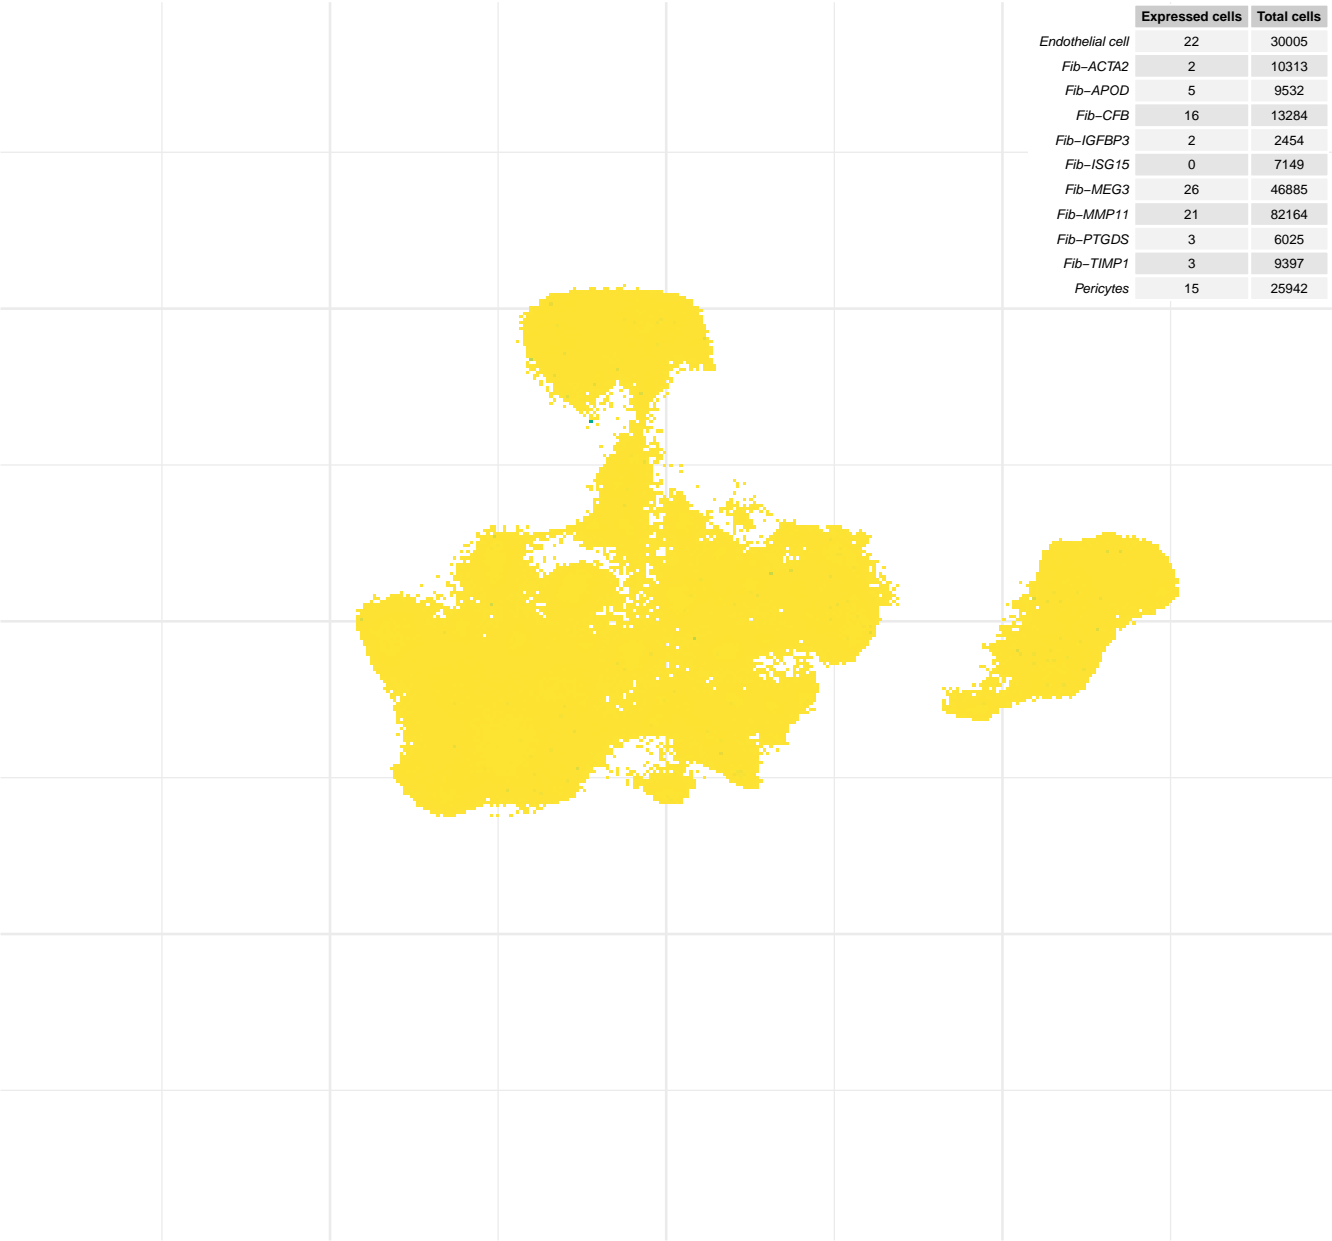 Expressed cells Total cells
Endothelial cell 22 30005
Fib−ACTA2 2 10313
Fib−APOD 5 9532
Fib−CFB 16 13284
Fib−IGFBP3 2 2454
Fib−ISG15 0 7149
Fib−MEG3 26 46885
Fib−MMP11 21 82164
Fib−PTGDS 3 6025
Fib−TIMP1 3 9397
Pericytes 15 25942